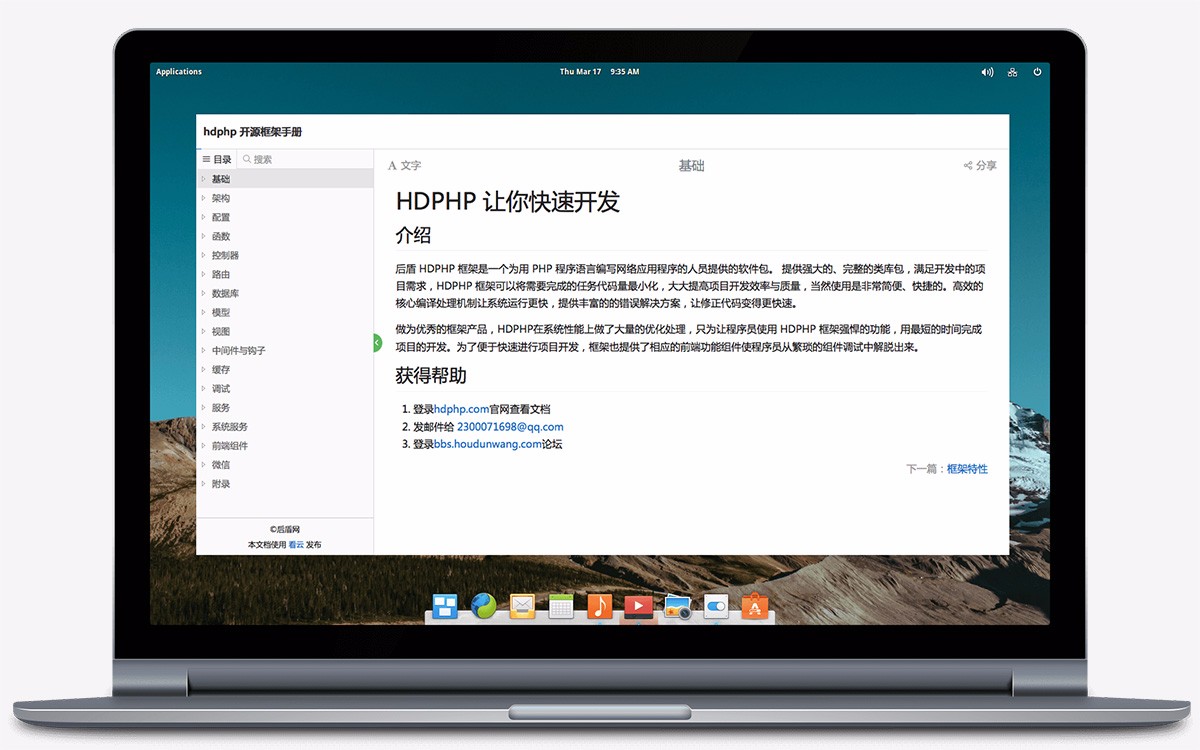 Applications
Thu Mar 17 9:35 AM
hdphp 开源框架手册
目录
搜索
基础
架构
配置
函数
控制器
路由
数据库
模型
视图
中间件与钩子
缓存
调试
服务
系统服务
前端组件
微信
附录
©后盾网
本文档使用 看云 发布
A 文字
基础
分享
HDPHP 让你快速开发
介绍
后盾 HDPHP 框架是一个为用 PHP 程序语言编写网络应用程序的人员提供的软件包。 提供强大的、完整的类库包，满足开发中的项
目需求，HDPHP 框架可以将需要完成的任务代码量最小化，大大提高项目开发效率与质量，当然使用是非常简便、快捷的。高效的
核心编译处理机制让系统运行更快，提供丰富的的错误解决方案，让修正代码变得更快速。
做为优秀的框架产品，HDPHP在系统性能上做了大量的优化处理，只为让程序员使用 HDPHP 框架强悍的功能，用最短的时间完成
项目的开发。为了便于快速进行项目开发，框架也提供了相应的前端功能组件使程序员从繁琐的组件调试中解脱出来。
获得帮助
1. 登录hdphp.com官网查看文档
2. 发邮件给 2300071698@qq.com
3. 登录bbs.houdunwang.com论坛
下一篇：框架特性